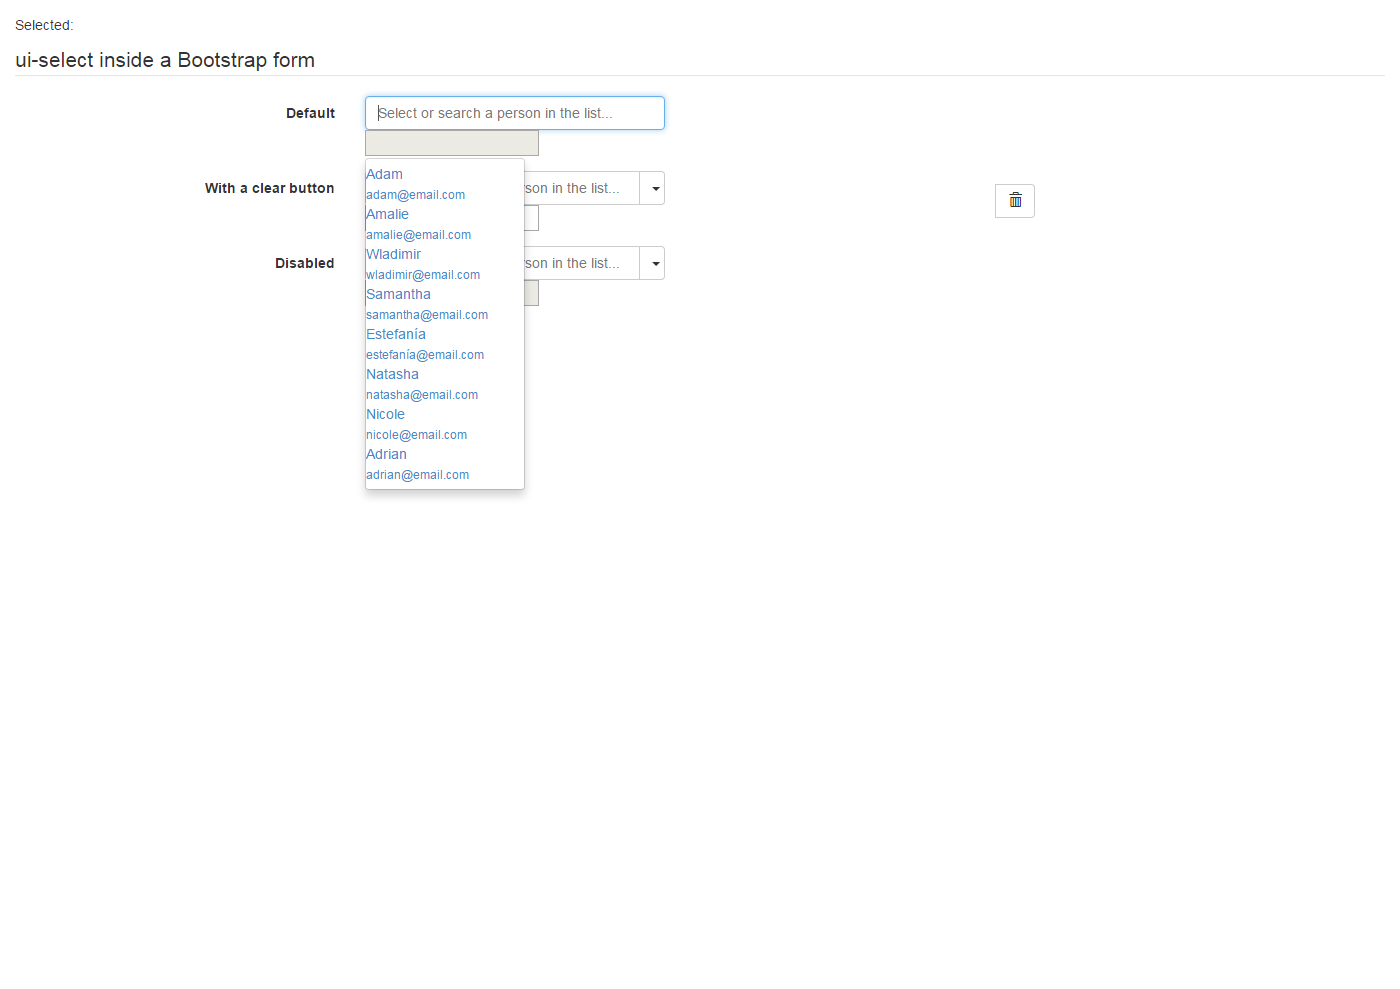 Selected:
ui-select inside a Bootstrap form
Default
Select or search a person in the list...
With a clear button
person in the list...
Disabled
person in the list...
Adam
adam@email.com
Amalie
amalie@email.com
Wladimir
wladimir@email.com
Samantha
samantha@email.com
Estefanía
estefanía@email.com
Natasha
natasha@email.com
Nicole
nicole@email.com
Adrian
adrian@email.com